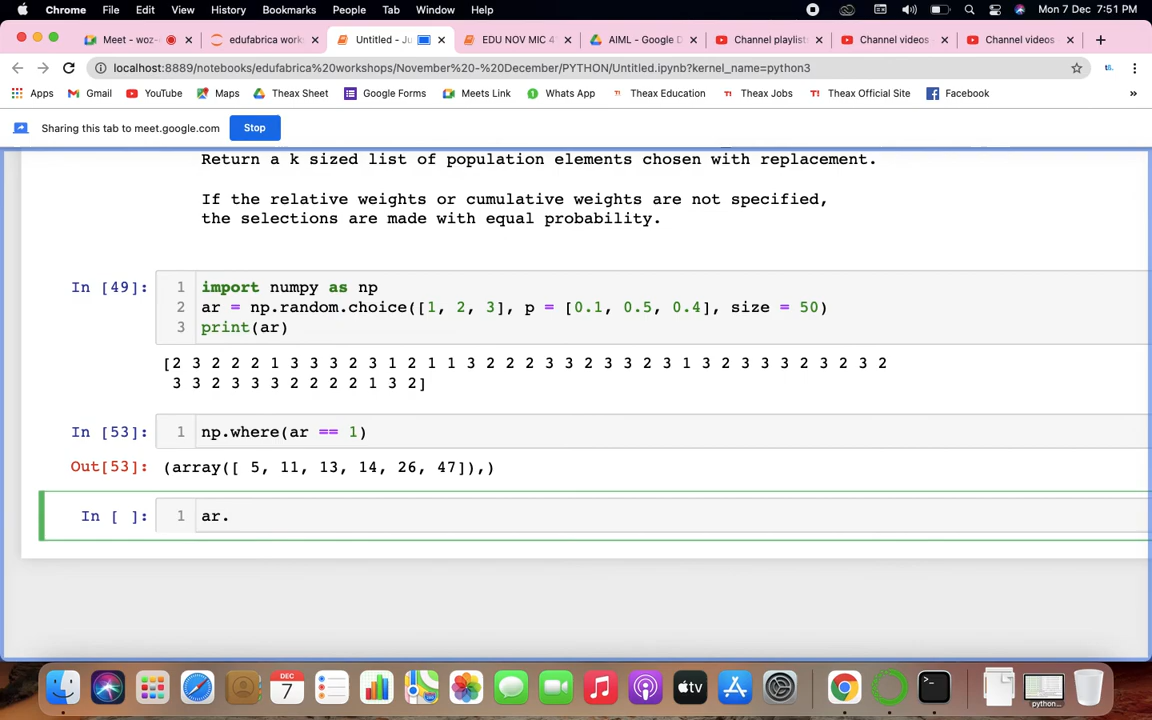 Chrome File Edit View History Bookmarks People Tab Window Help Mon 7 Dec 7:51 PM
Meet - woz- edufabrica work Untitled - Ju EDU NOV MIC 4 AIML - Google D Channel playlist Channel videos - Channel videos -
localhost:8889/notebooks/edufabrica%20workshops/November%20-%20December/PYTHON/Untitled.ipynb?kernel_name=python3
Apps Gmail YouTube Maps Theax Sheet Google Forms Meets Link Whats App Theax Education Theax Jobs Theax Official Site Facebook »
Sharing this tab to meet.google.com Stop
Return a k sized list of population elements chosen with replacement.
If the relative weights or cumulative weights are not specified,
the selections are made with equal probability.
In [49]: 1 import numpy as np
2 ar = np.random.choice([1, 2, 3], p = [0.1, 0.5, 0.4], size = 50)
3 print(ar)
[2 3 2 2 2 1 3 3 3 2 3 1 2 1 1 3 2 2 2 3 3 2 3 3 2 3 1 3 2 3 3 3 2 3 2 3 2
3 3 2 3 3 3 2 2 2 2 1 3 2]
In [53]: 1 np.where(ar == 1)
Out[53]: (array([ 5, 11, 13, 14, 26, 47]),)
In [ ]: 1 ar.
DEC
7
tv
python...